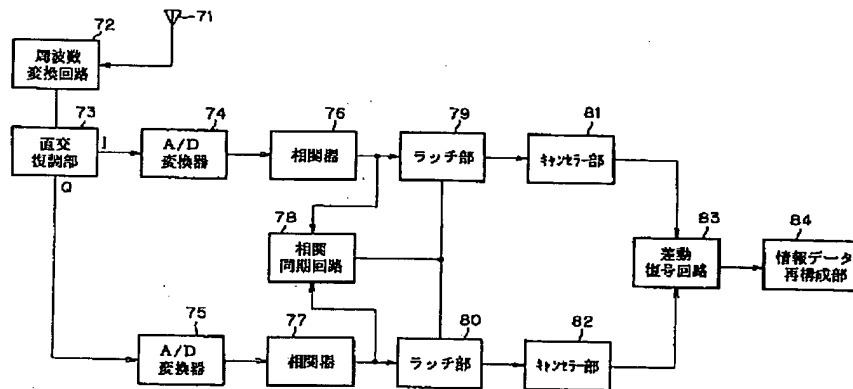 71
72
周波数
変換回路
73
直交
復調部
I
Q
74
A/D
変換器
76
相関器
79
ラッチ部
81
ｷｬﾝｾﾗｰ部
78
相関
同期回路
83
差動
復号回路
84
情報データ
再構成部
75
A/D
変換器
77
相関器
80
ラッチ部
82
ｷｬﾝｾﾗｰ部